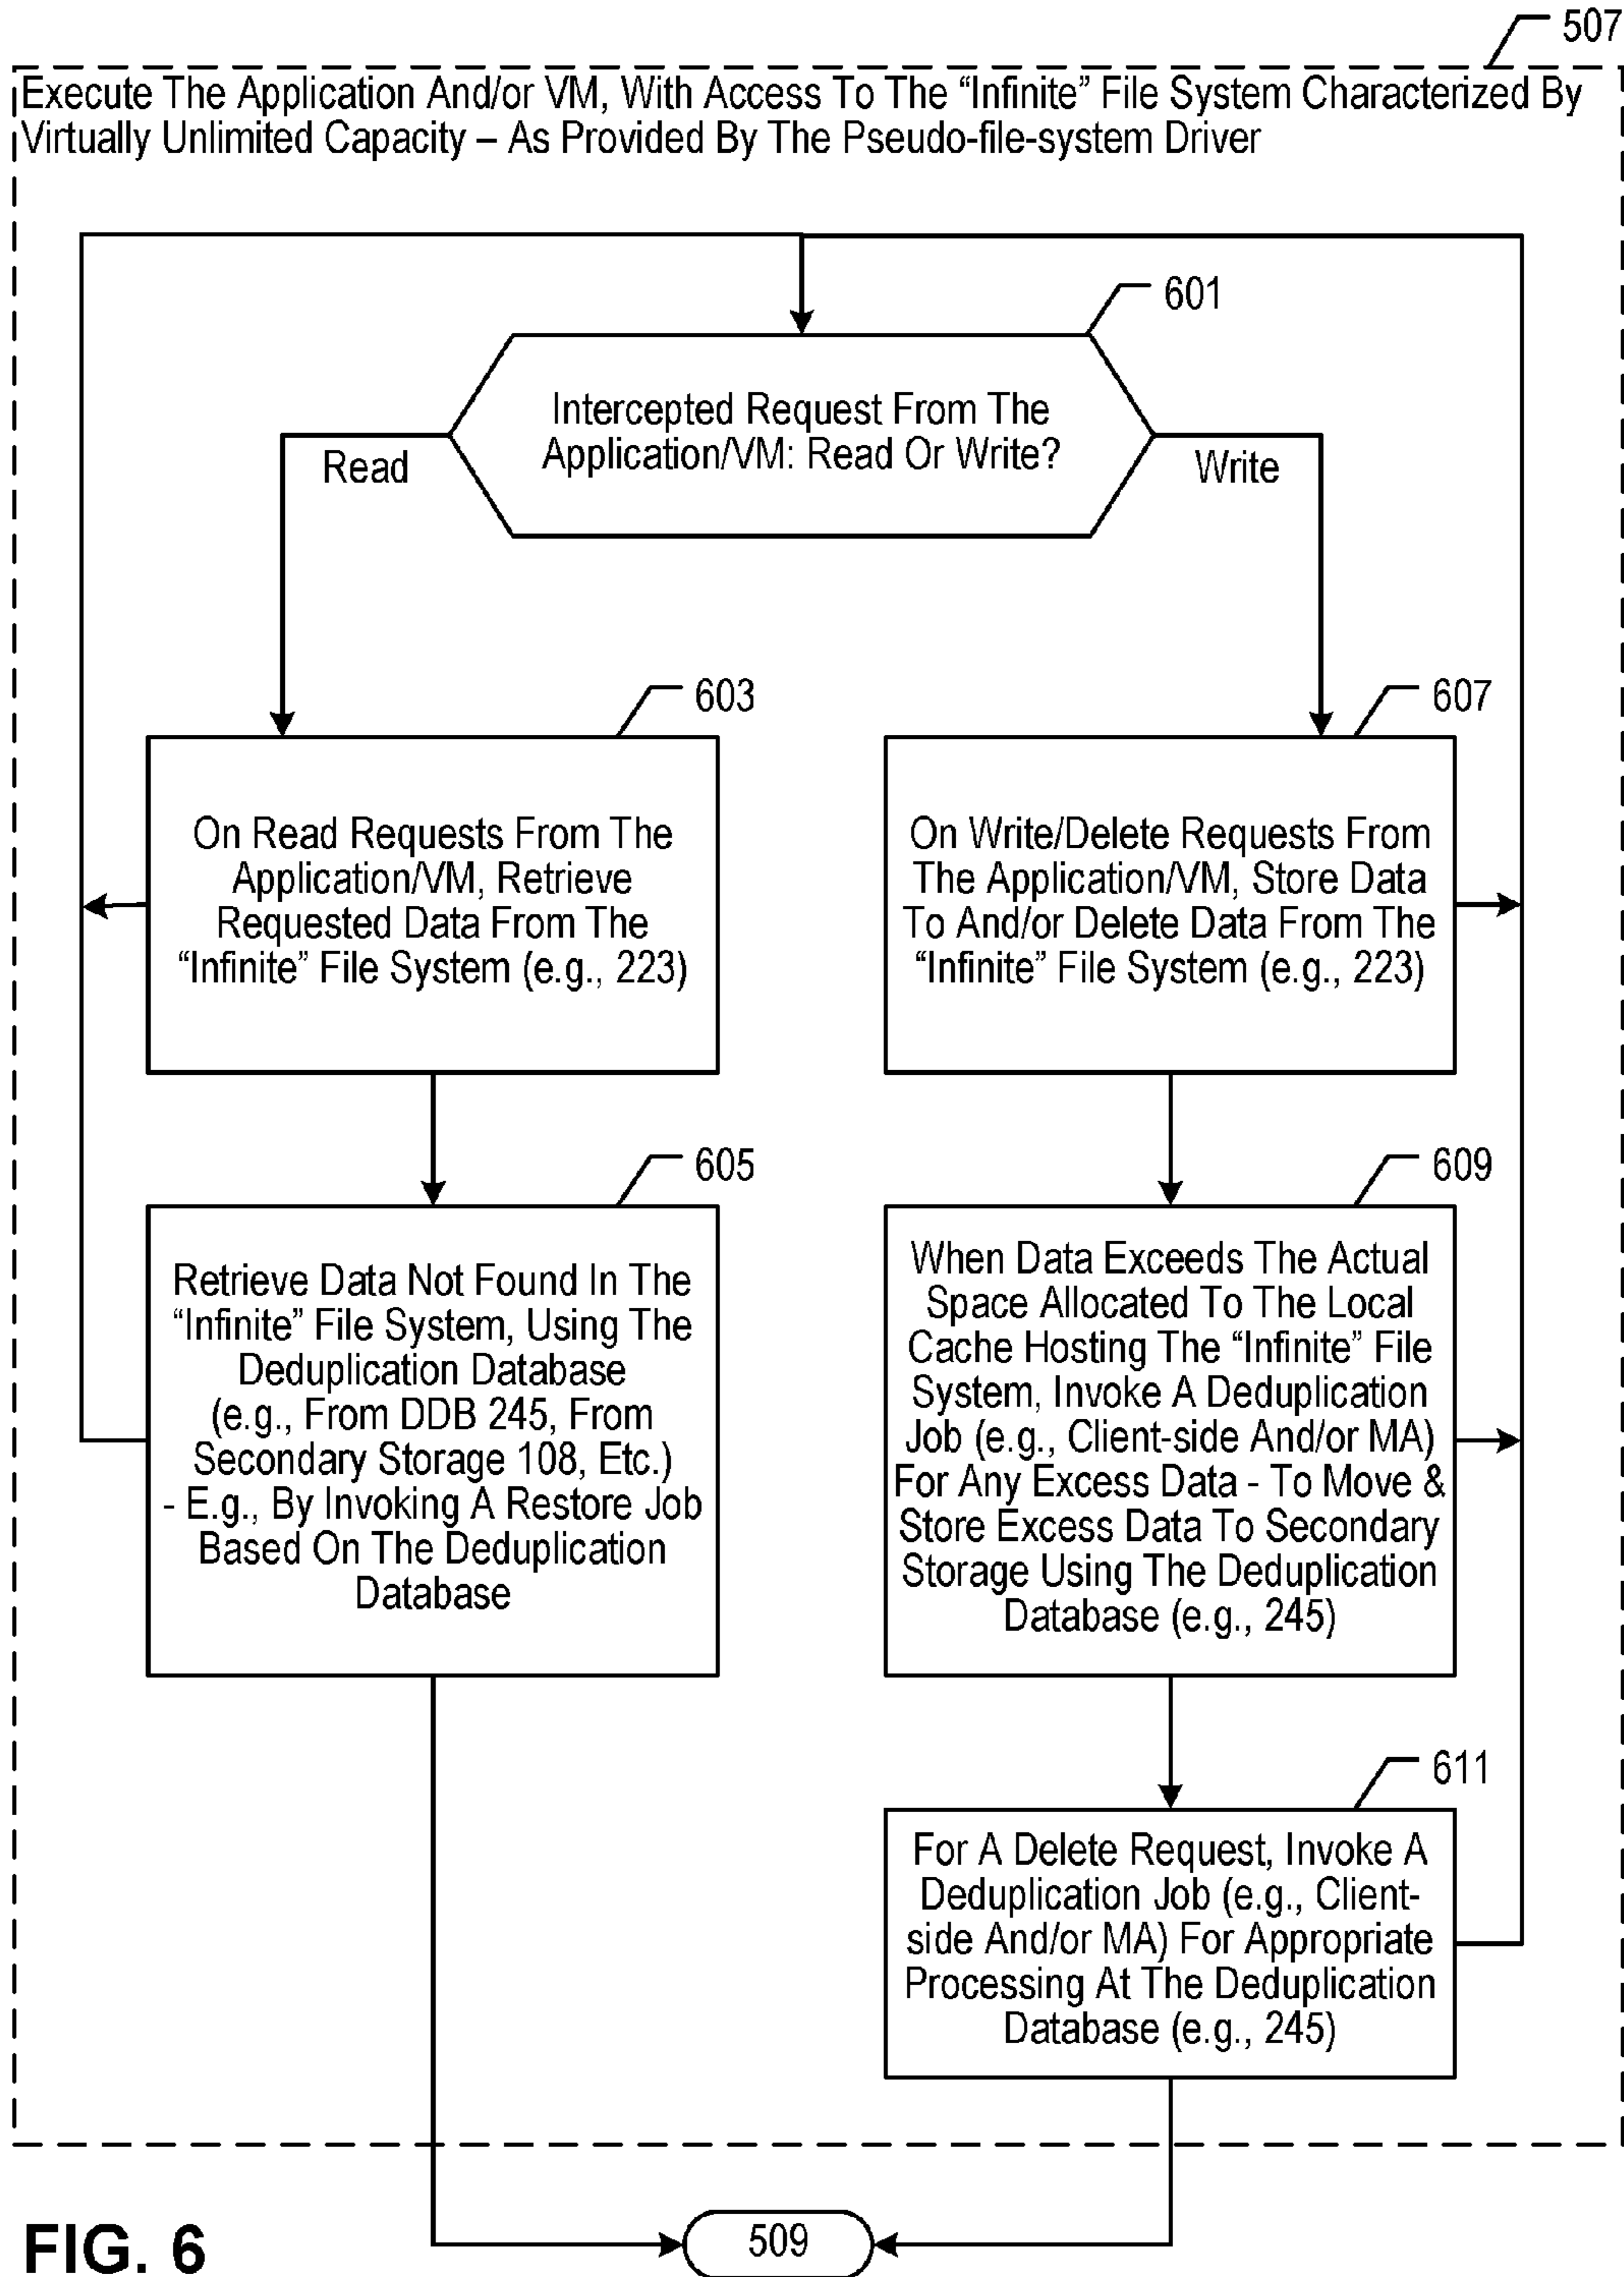 507
Execute The Application And/or VM, With Access To The “Infinite” File System Characterized By
Virtually Unlimited Capacity – As Provided By The Pseudo-file-system Driver
601
Intercepted Request From The
Application/VM: Read Or Write?
Read
Write
603
On Read Requests From The
Application/VM, Retrieve
Requested Data From The
“Infinite” File System (e.g., 223)
607
On Write/Delete Requests From
The Application/VM, Store Data
To And/or Delete Data From The
“Infinite” File System (e.g., 223)
605
Retrieve Data Not Found In The
“Infinite” File System, Using The
Deduplication Database
(e.g., From DDB 245, From
Secondary Storage 108, Etc.)
- E.g., By Invoking A Restore Job
Based On The Deduplication
Database
609
When Data Exceeds The Actual
Space Allocated To The Local
Cache Hosting The “Infinite” File
System, Invoke A Deduplication
Job (e.g., Client-side And/or MA)
For Any Excess Data - To Move &
Store Excess Data To Secondary
Storage Using The Deduplication
Database (e.g., 245)
611
For A Delete Request, Invoke A
Deduplication Job (e.g., Client-
side And/or MA) For Appropriate
Processing At The Deduplication
Database (e.g., 245)
509
FIG. 6